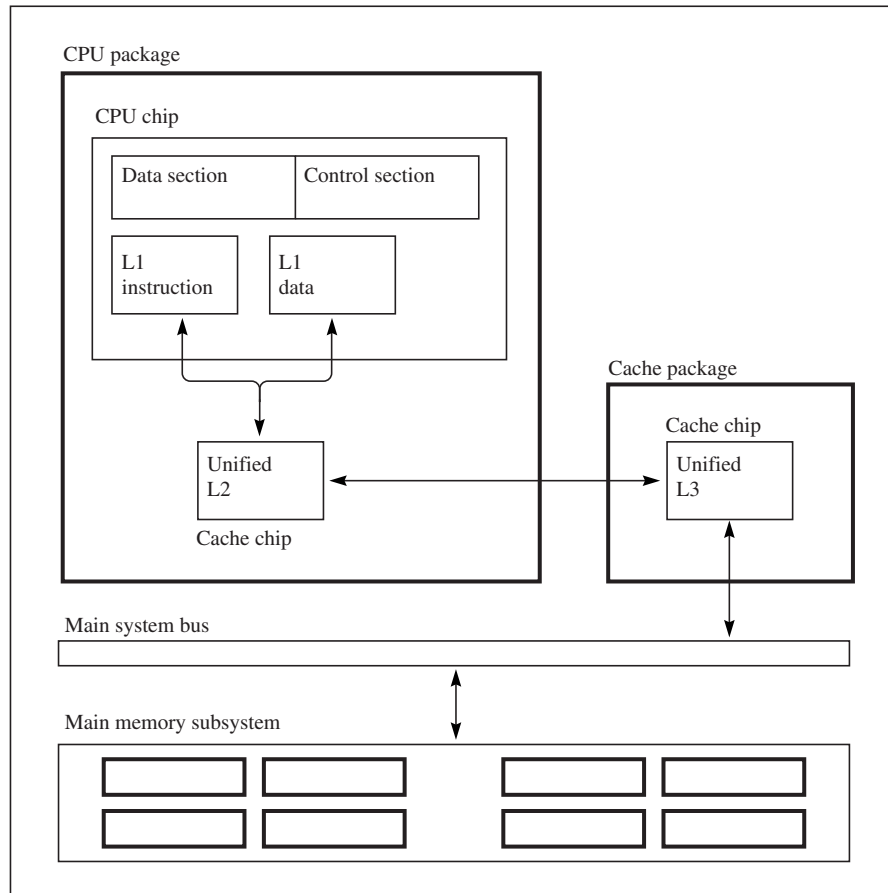 CPU package
CPU chip
Data section
Control section
L1
instruction
L1
data
Cache package
Cache chip
Unified
L2
Unified
L3
Cache chip
Main system bus
Main memory subsystem